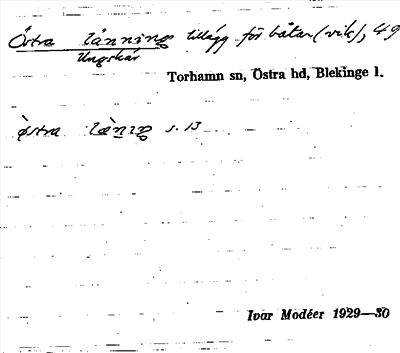 Östra länning tillägg för båtar (vik), 49
Ungskär
Torhamn sn, Östra hd, Blekinge l.
östra länıng s. 13
Ivar Modéer 1929—30